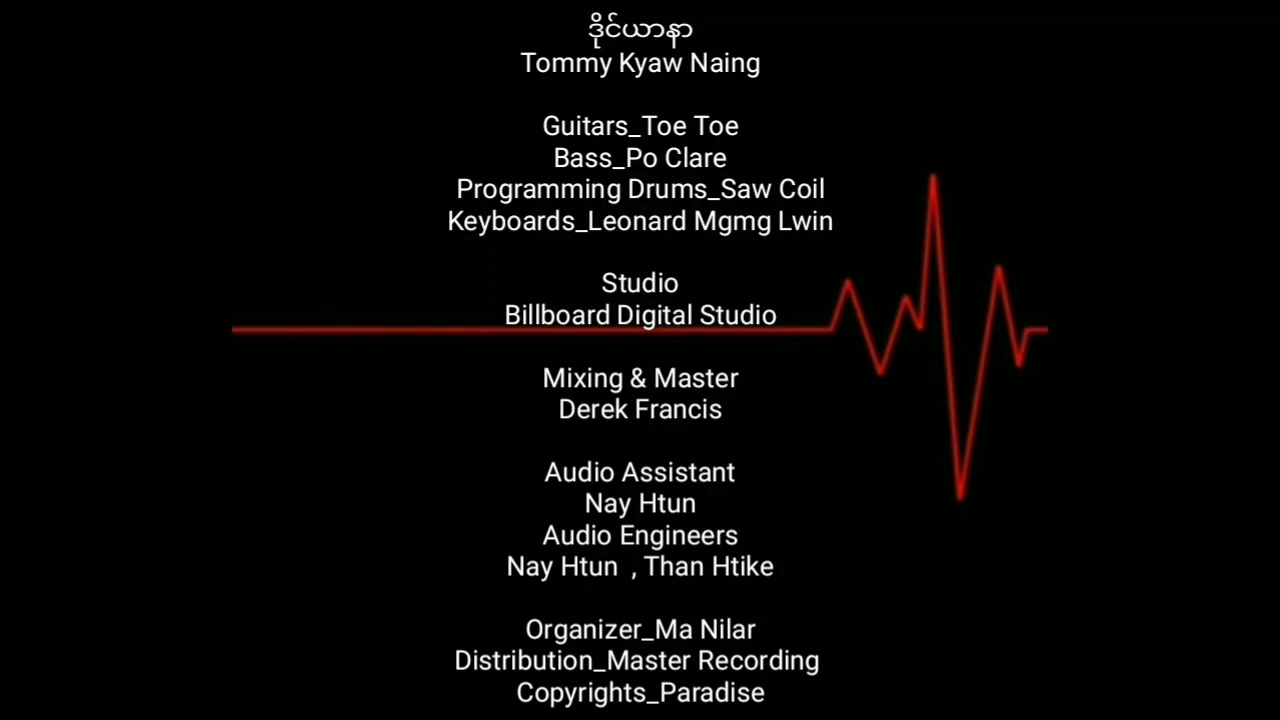 ဒိုင်ယာနာ
Tommy Kyaw Naing
Guitars_Toe Toe
Bass_Po Clare
Programming Drums_Saw Coil
Keyboards_Leonard Mgmg Lwin
Studio
Billboard Digital Studio
Mixing & Master
Derek Francis
Audio Assistant
Nay Htun
Audio Engineers
Nay Htun  , Than Htike
Organizer_Ma Nilar
Distribution_Master Recording
Copyrights_Paradise